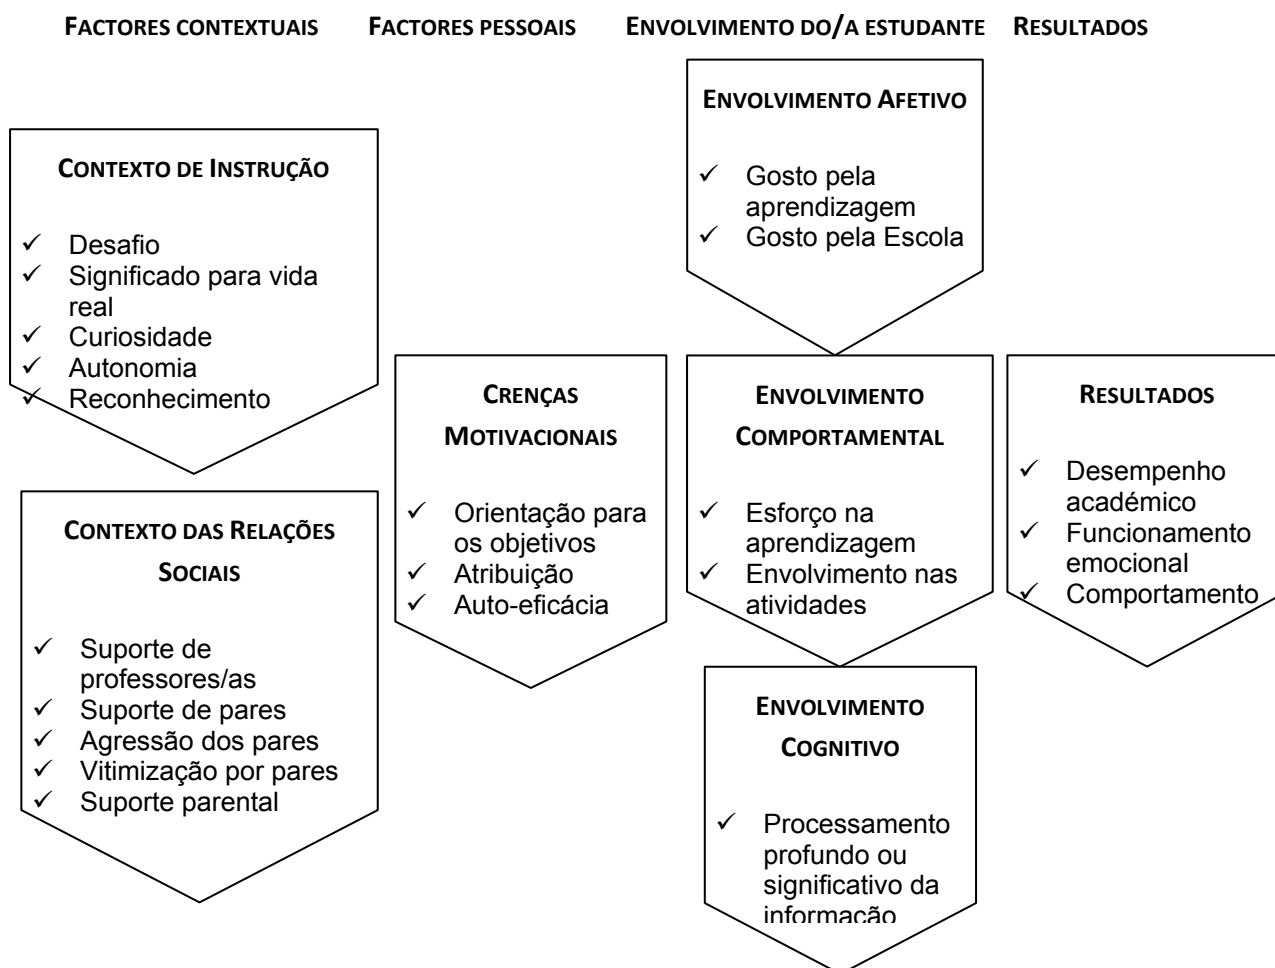 FACTORES CONTEXTUAIS FACTORES PESSOAIS ENVOLVIMENTO DO/A ESTUDANTE RESULTADOS
CONTEXTO DE INSTRUÇÃO
✓ Desafio
✓ Significado para vida
real
✓ Curiosidade
✓ Autonomia
✓ Reconhecimento
CONTEXTO DAS RELAÇÕES
SOCIAIS
✓ Suporte de
professores/as
✓ Suporte de pares
✓ Agressão dos pares
✓ Vitimização por pares
✓ Suporte parental
CRENÇAS
MOTIVACIONAIS
✓ Orientação para
os objetivos
✓ Atribuição
✓ Auto-eficácia
ENVOLVIMENTO AFETIVO
✓ Gosto pela
aprendizagem
✓ Gosto pela Escola
ENVOLVIMENTO
COMPORTAMENTAL
✓ Esforço na
aprendizagem
✓ Envolvimento nas
atividades
ENVOLVIMENTO
COGNITIVO
✓ Processamento
profundo ou
significativo da
informação
RESULTADOS
✓ Desempenho
académico
✓ Funcionamento
emocional
✓ Comportamento